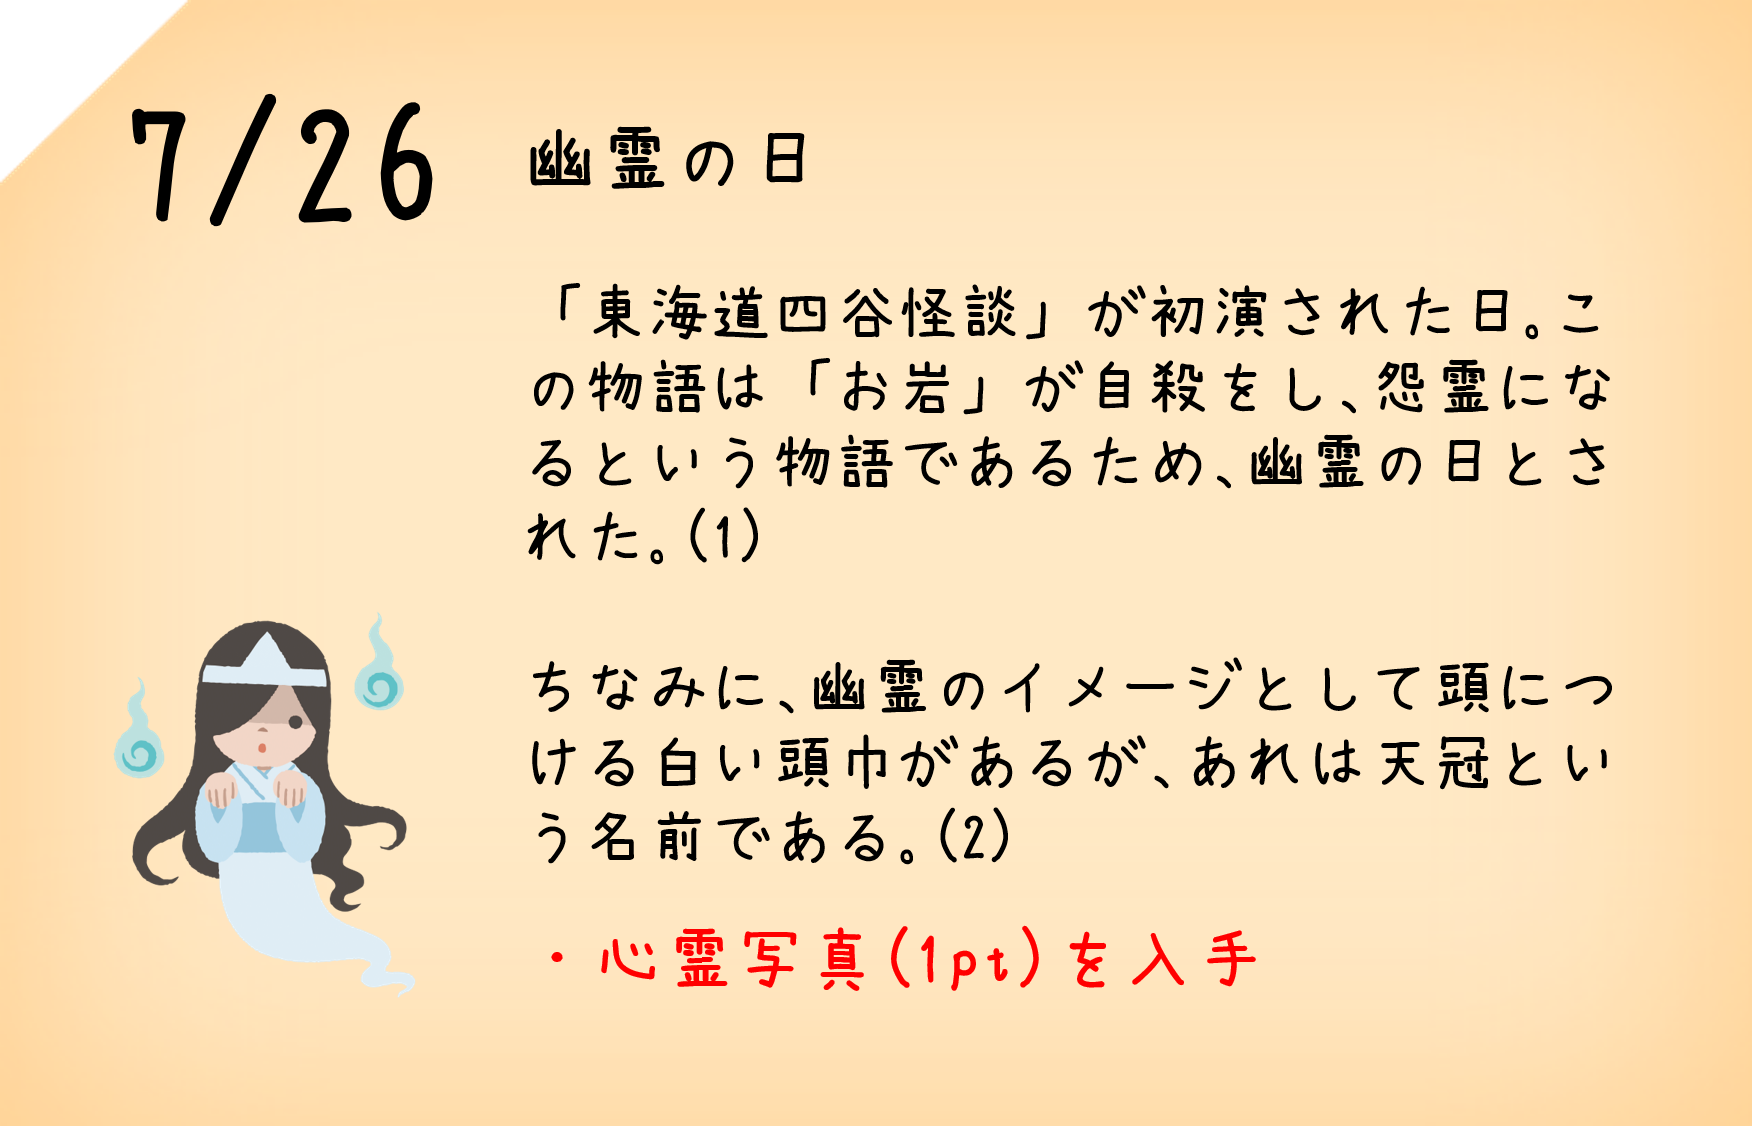 7/26
幽霊の日
「東海道四谷怪談」が初演された日。こ
の物語は「お岩」が自殺をし、怨霊にな
るという物語であるため、幽霊の日とさ
れた。(1)
ちなみに、幽霊のイメージとして頭につ
ける白い頭巾があるが、あれは天冠とい
う名前である。(2)
・心霊写真(1pt)を入手